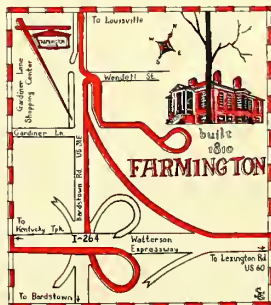 To Louisville
N
W
E
S
FARMINGTON
Gardiner Lane
Shopping Center
Wendell St.
Gardiner Ln.
Bardstown Rd. US 31E
built
1810
FARMINGTON
To
Kentucky Tpk.
I-264
Watterson
Expressway
To Lexington Rd.
US 60
To Bardstown